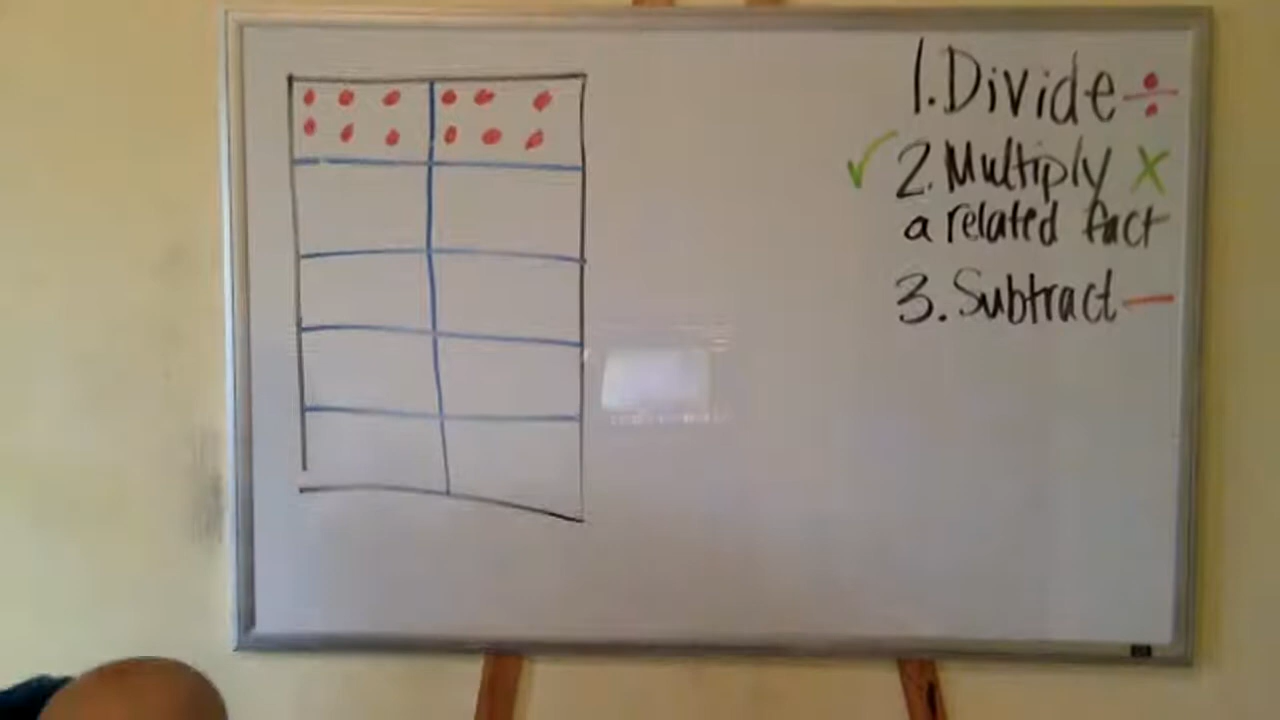 1. Divide ÷
✓ 2. Multiply X
a related fact
3. Subtract —